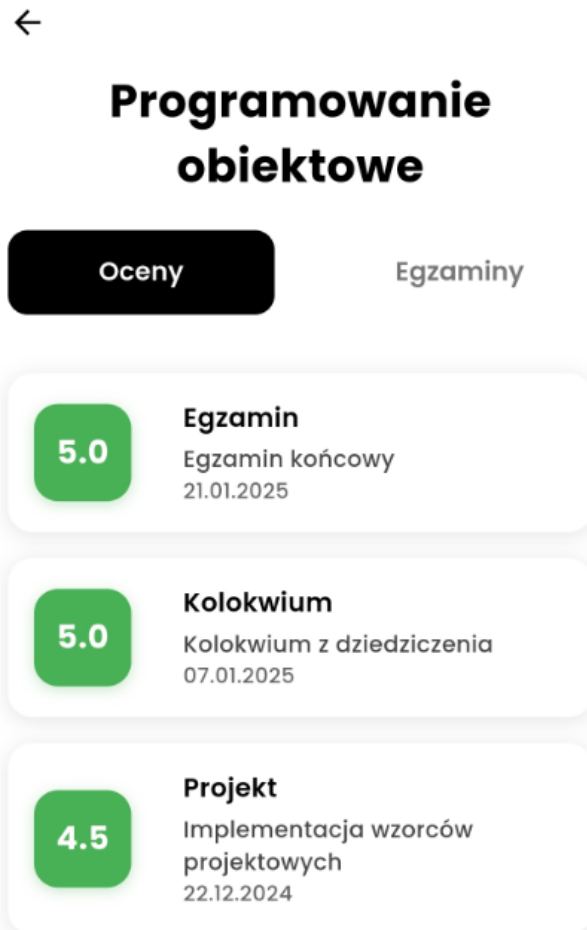 Programowanie
obiektowe
Oceny
Egzaminy
5.0
Egzamin
Egzamin końcowy
21.01.2025
5.0
Kolokwium
Kolokwium z dziedziczenia
07.01.2025
4.5
Projekt
Implementacja wzorców
projektowych
22.12.2024